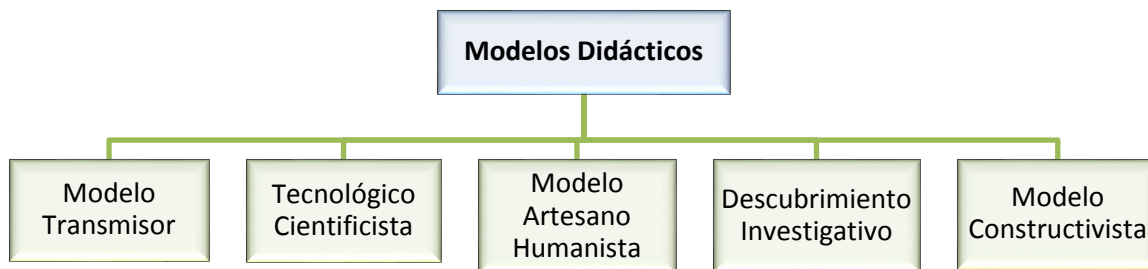 Modelos Didácticos
Modelo
Transmisor
Tecnológico
Cientificista
Modelo
Artesano
Humanista
Descubrimiento
Investigativo
Modelo
Constructivista